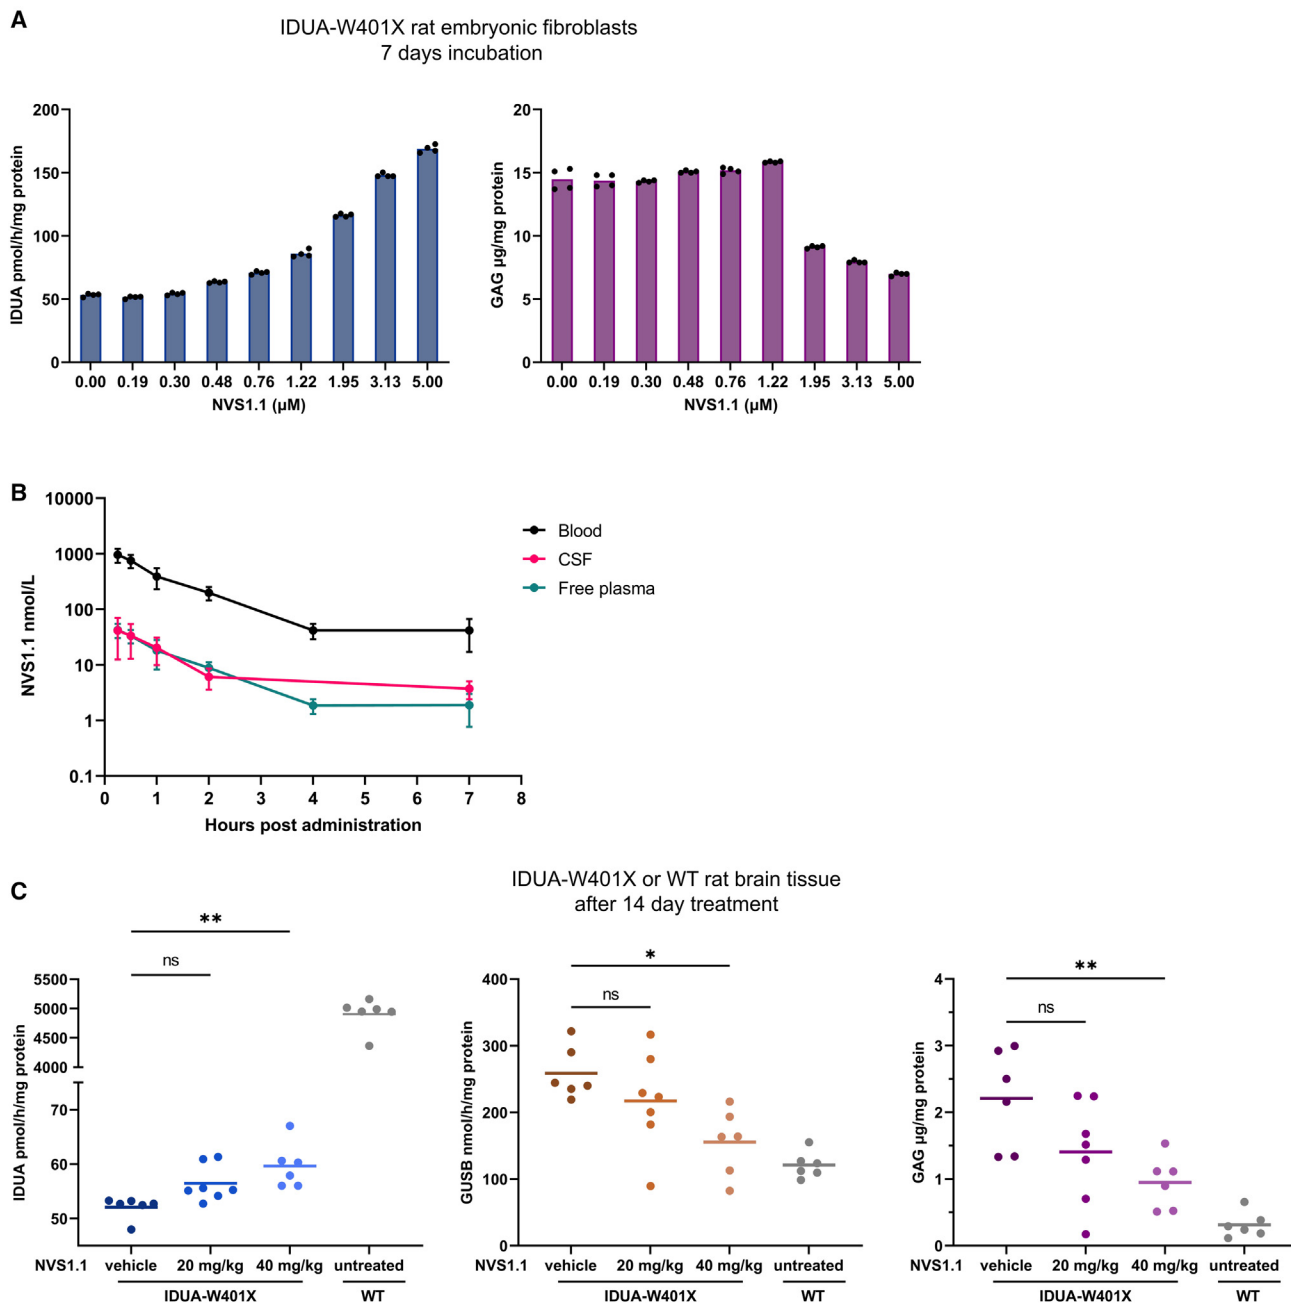 A
IDUA-W401X rat embryonic fibroblasts
7 days incubation
IDUA pmol/h/mg protein
200
150
100
50
0
0.00 0.19 0.30 0.48 0.76 1.22 1.95 3.13 5.00
NVS1.1 (µM)
GAG µg/mg protein
20
15
10
5
0
0.00 0.19 0.30 0.48 0.76 1.22 1.95 3.13 5.00
NVS1.1 (µM)
B
NVS1.1 nmol/L
10000
1000
100
10
1
0.1
0 1 2 3 4 5 6 7 8
Hours post administration
Blood
CSF
Free plasma
C
IDUA-W401X or WT rat brain tissue
after 14 day treatment
**
ns
IDUA pmol/h/mg protein
5500
5000
4500
4000
70
60
50
NVS1.1 vehicle 20 mg/kg 40 mg/kg untreated
IDUA-W401X WT
*
ns
GUSB nmol/h/mg protein
400
300
200
100
0
NVS1.1 vehicle 20 mg/kg 40 mg/kg untreated
IDUA-W401X WT
**
ns
GAG µg/mg protein
4
3
2
1
0
NVS1.1 vehicle 20 mg/kg 40 mg/kg untreated
IDUA-W401X WT